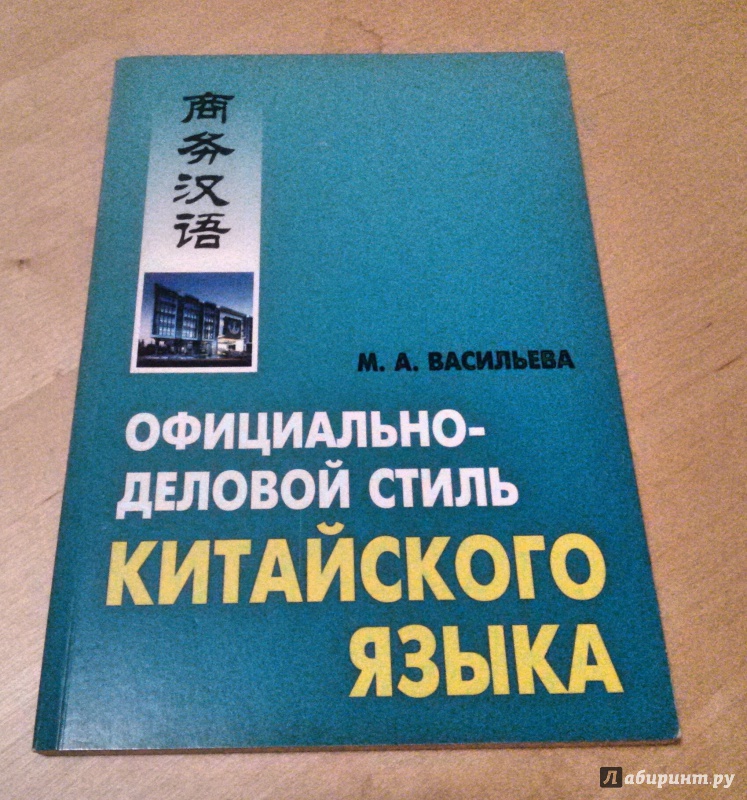 商务汉语
М. А. ВАСИЛЬЕВА
ОФИЦИАЛЬНО-
ДЕЛОВОЙ СТИЛЬ
КИТАЙСКОГО
ЯЗЫКА
Лабиринт.ру